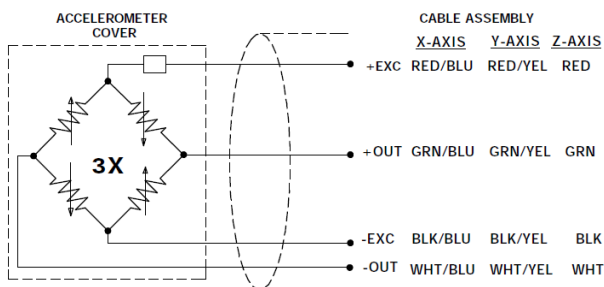 ACCELEROMETER
COVER
CABLE ASSEMBLY
X-AXIS Y-AXIS Z-AXIS
+EXC RED/BLU RED/YEL RED
3X
+OUT GRN/BLU GRN/YEL GRN
-EXC BLK/BLU BLK/YEL BLK
-OUT WHT/BLU WHT/YEL WHT